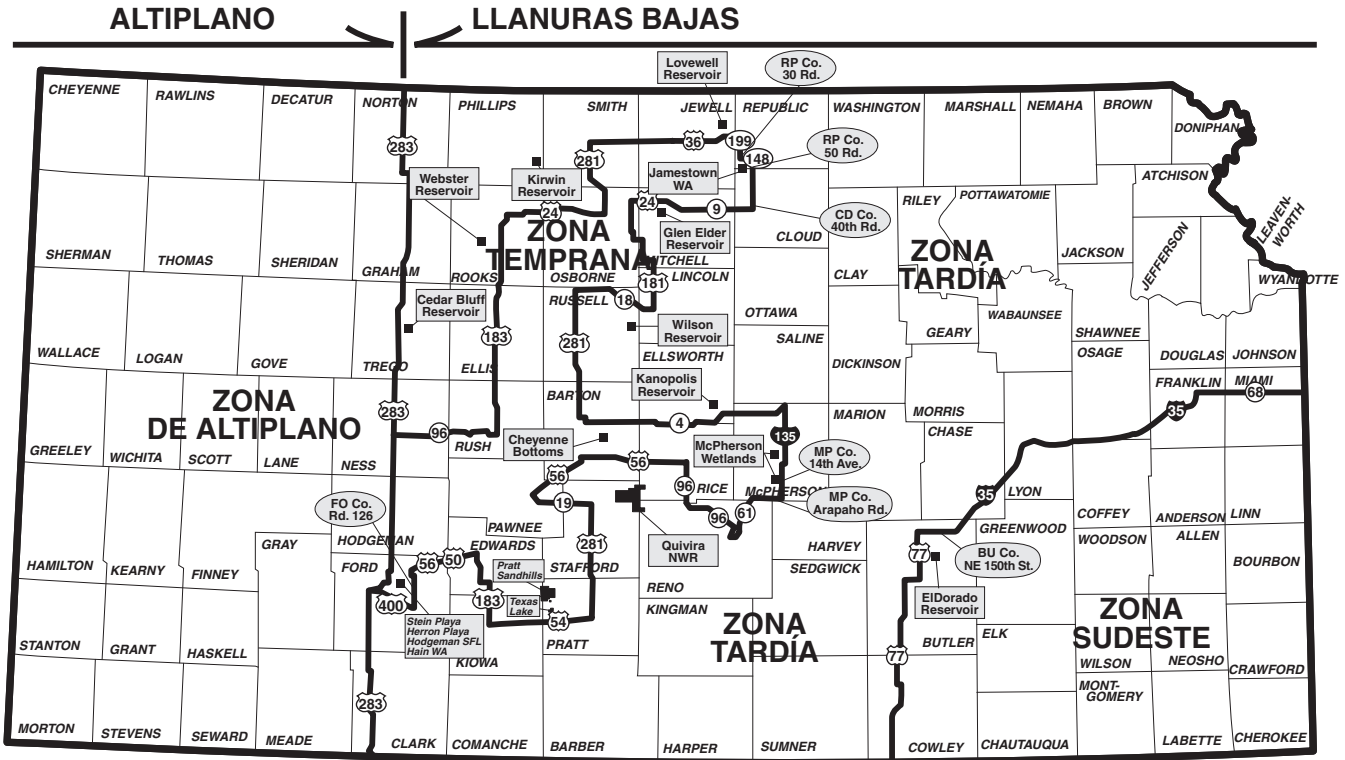 ALTIPLANO
LLANURAS BAJAS
Lovewell
Reservoir
RP Co.
30 Rd.
CHEYENNE
RAWLINS
DECATUR
NORTON
PHILLIPS
SMITH
JEWELL
REPUBLIC
WASHINGTON
MARSHALL
NEMAHA
BROWN
DONIPHAN
283
281
36
199
148
RP Co.
50 Rd.
Webster
Reservoir
Kirwin
Reservoir
Jamestown
WA
ATCHISON
24
24
9
RILEY
POTTAWATOMIE
CD Co.
40th Rd.
Glen Elder
Reservoir
CLOUD
LEAVEN-
WORTH
JEFFERSON
JACKSON
ZONA
TEMPRANA
ZONA
TARDÍA
SHERMAN
THOMAS
SHERIDAN
GRAHAM
ROOKS
OSBORNE
MITCHELL
LINCOLN
CLAY
WYANDOTTE
181
18
RUSSELL
Cedar Bluff
Reservoir
Wilson
Reservoir
OTTAWA
WABAUNSEE
183
281
SALINE
GEARY
SHAWNEE
WALLACE
LOGAN
GOVE
TREGO
ELLIS
ELLSWORTH
DICKINSON
OSAGE
DOUGLAS
JOHNSON
Kanopolis
Reservoir
FRANKLIN
MIAMI
68
35
ZONA
DE ALTIPLANO
283
BARTON
4
MARION
MORRIS
CHASE
96
RUSH
Cheyenne
Bottoms
135
McPherson
Wetlands
MP Co.
14th Ave.
GREELEY
WICHITA
SCOTT
LANE
NESS
56
56
96
RICE
McPHERSON
MP Co.
Arapaho Rd.
35
LYON
FO Co.
Rd. 126
19
96
61
COFFEY
ANDERSON
LINN
PAWNEE
GREENWOOD
WOODSON
ALLEN
GRAY
HODGEMAN
EDWARDS
281
Quivira
NWR
HARVEY
77
BU Co.
NE 150th St.
BOURBON
HAMILTON
KEARNY
FINNEY
FORD
56
50
Pratt
Sandhills
STAFFORD
SEDGWICK
RENO
ElDorado
Reservoir
400
183
Texas
Lake
54
KINGMAN
Stein Playa
Herron Playa
Hodgeman SFL
Hain WA
ZONA
TARDÍA
ZONA
SUDESTE
STANTON
GRANT
HASKELL
KIOWA
PRATT
BUTLER
ELK
77
WILSON
NEOSHO
CRAWFORD
MONT-
GOMERY
283
MORTON
STEVENS
SEWARD
MEADE
CLARK
COMANCHE
BARBER
HARPER
SUMNER
COWLEY
CHAUTAUQUA
LABETTE
CHEROKEE